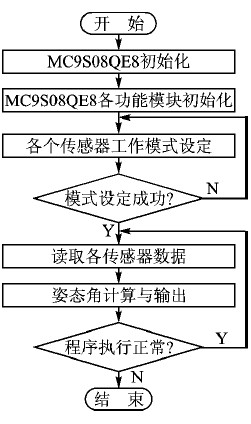 开 始
MC9S08QE8初始化
MC9S08QE8各功能模块初始化
各个传感器工作模式设定
模式设定成功?
N
Y
读取各传感器数据
姿态角计算与输出
程序执行正常?
Y
N
结 束